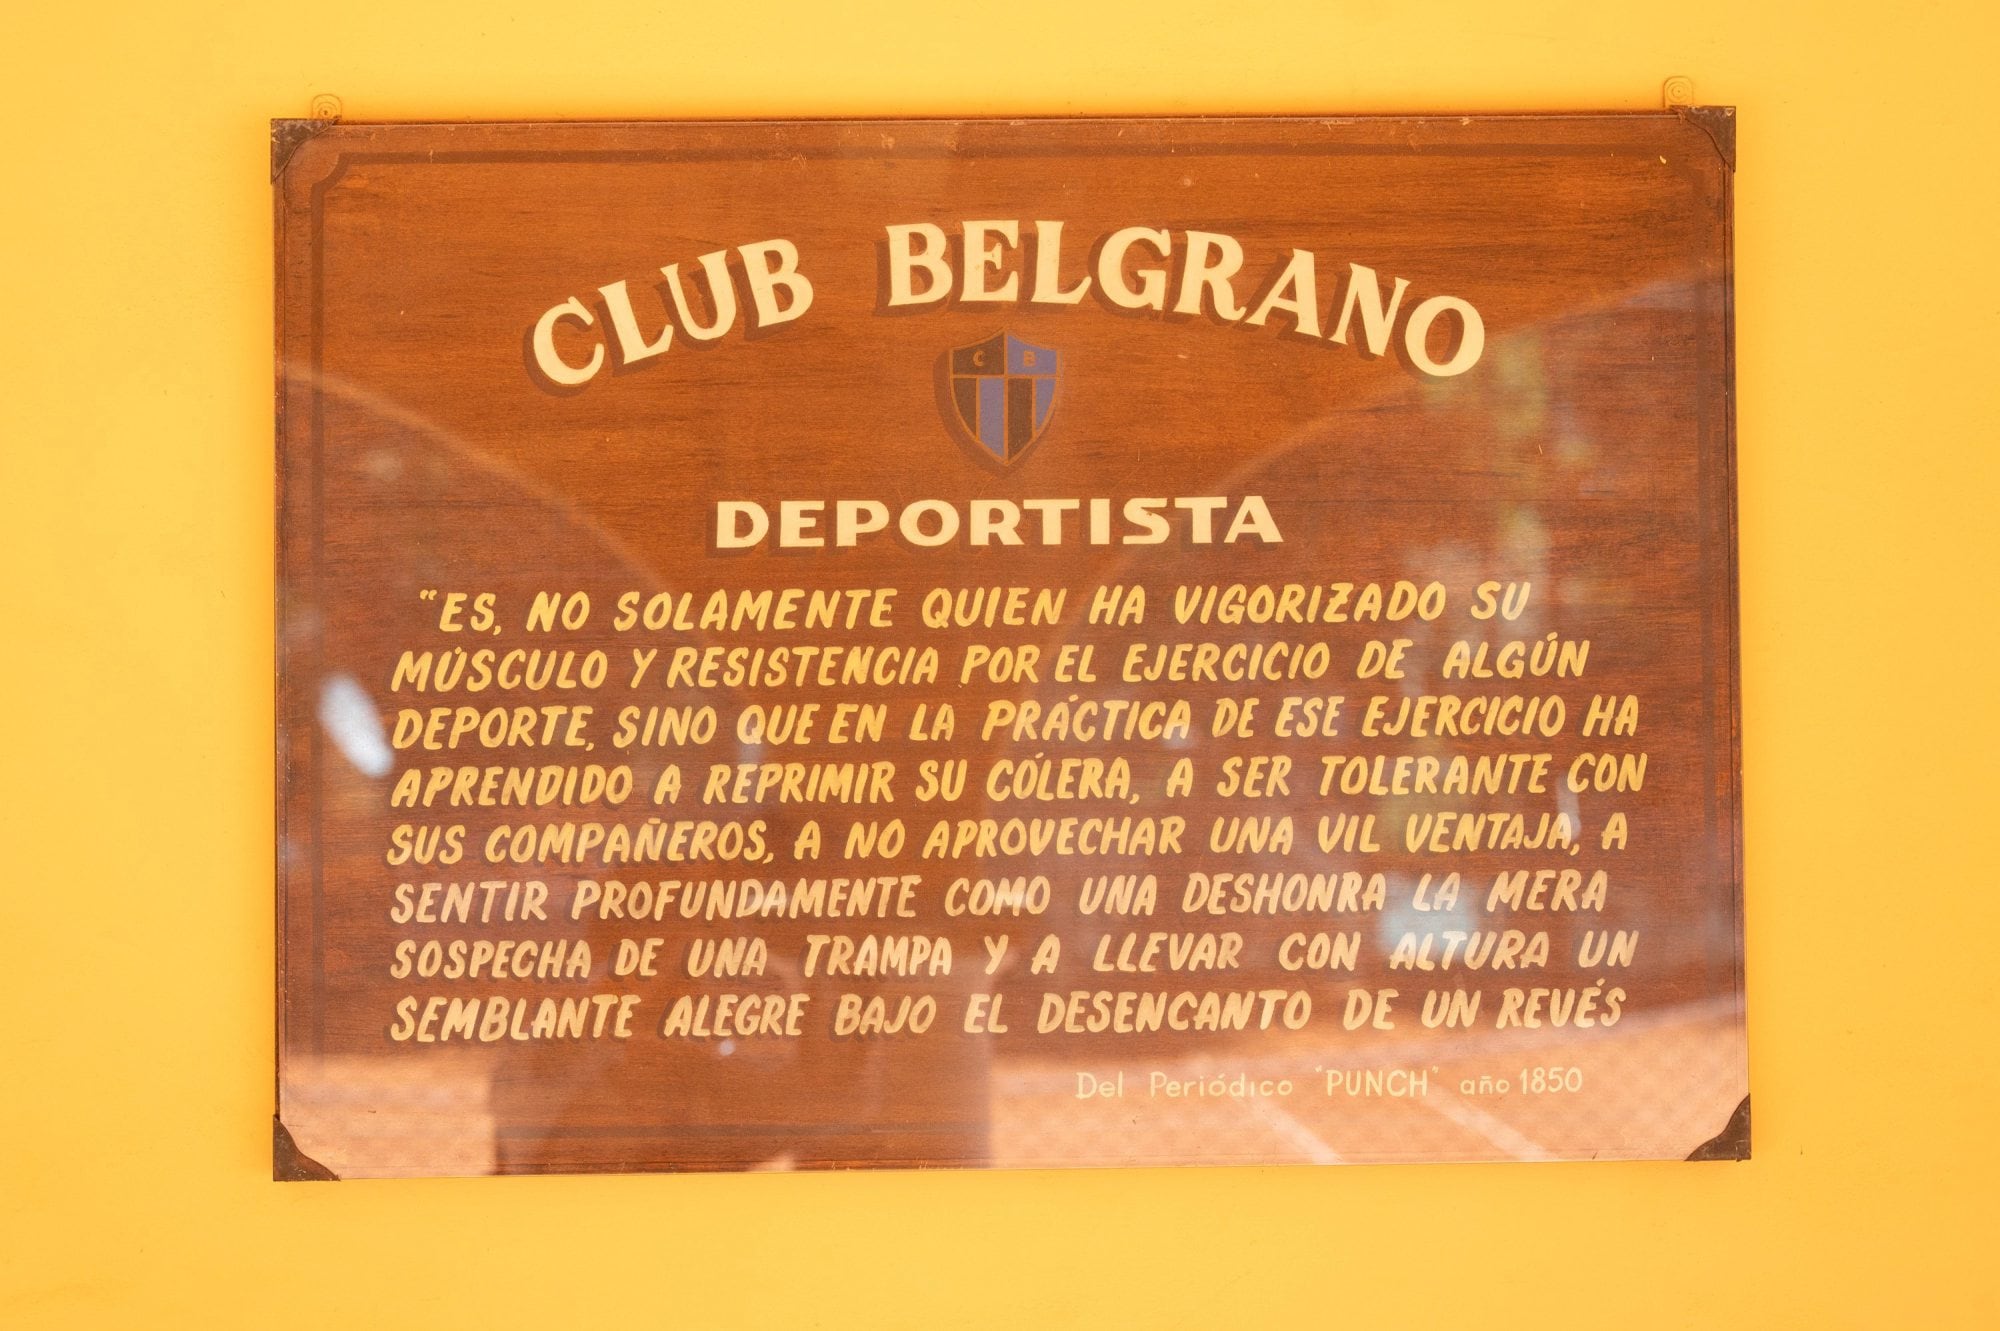 CLUB BELGRANO
C B
DEPORTISTA
"ES, NO SOLAMENTE QUIEN HA VIGORIZADO SU
MÚSCULO Y RESISTENCIA POR EL EJERCICIO DE ALGÚN
DEPORTE, SINO QUE EN LA PRÁCTICA DE ESE EJERCICIO HA
APRENDIDO A REPRIMIR SU CÓLERA, A SER TOLERANTE CON
SUS COMPAÑEROS, A NO APROVECHAR UNA VIL VENTAJA, A
SENTIR PROFUNDAMENTE COMO UNA DESHONRA LA MERA
SOSPECHA DE UNA TRAMPA Y A LLEVAR CON ALTURA UN
SEMBLANTE ALEGRE BAJO EL DESENCANTO DE UN REVÉS
Del Periódico "PUNCH" año 1850